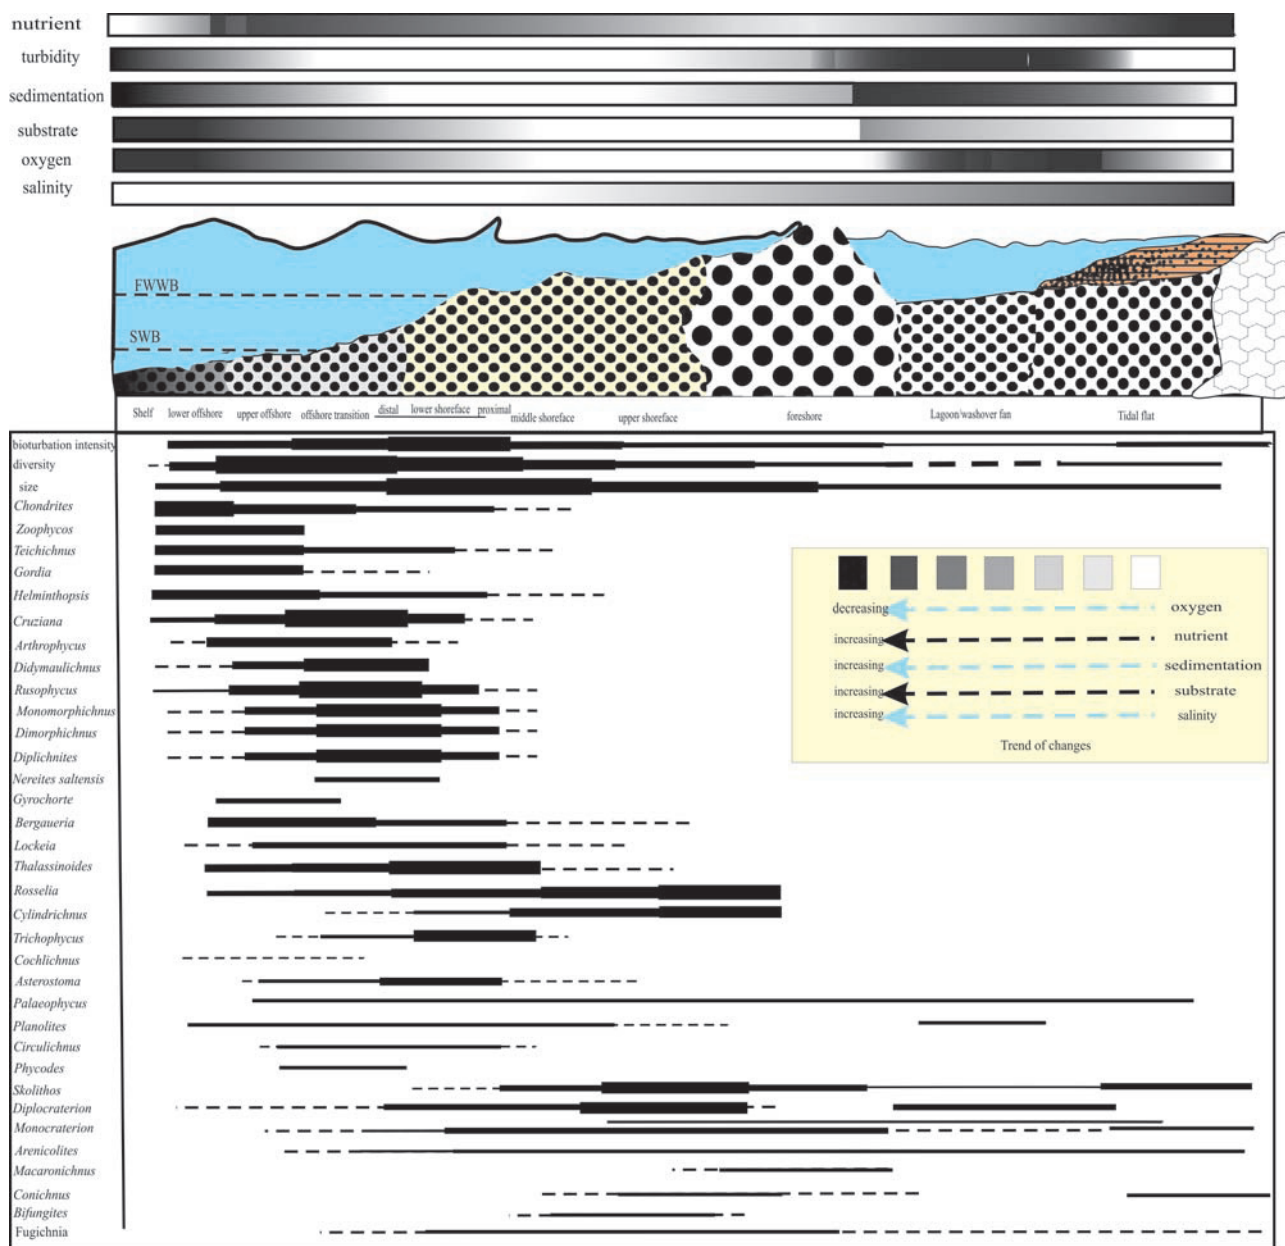 nutrient
turbidity
sedimentation
substrate
oxygen
salinity
FWWB
SWB
Shelf lower offshore upper offshore offshore transition distal lower shoreface proximal middle shoreface upper shoreface foreshore Lagoon/washover fan Tidal flat
bioturbation intensity
diversity
size
Chondrites
Zoophycos
Teichichnus
Gordia
Helminthopsis
Cruziana
Arthrophycus
Didymaulichnus
Rusophycus
Monomorphichnus
Dimorphichnus
Diplichnites
Nereites saltensis
Gyrochorte
Bergaueria
Lockeia
Thalassinoides
Rosselia
Cylindrichnus
Trichophycus
Cochlichnus
Asterostoma
Palaeophycus
Planolites
Circulichnus
Phycodes
Skolithos
Diplocraterion
Monocraterion
Arenicolites
Macaronichnus
Conichnus
Bifungites
Fugichnia
decreasing oxygen
increasing nutrient
increasing sedimentation
increasing substrate
increasing salinity
Trend of changes